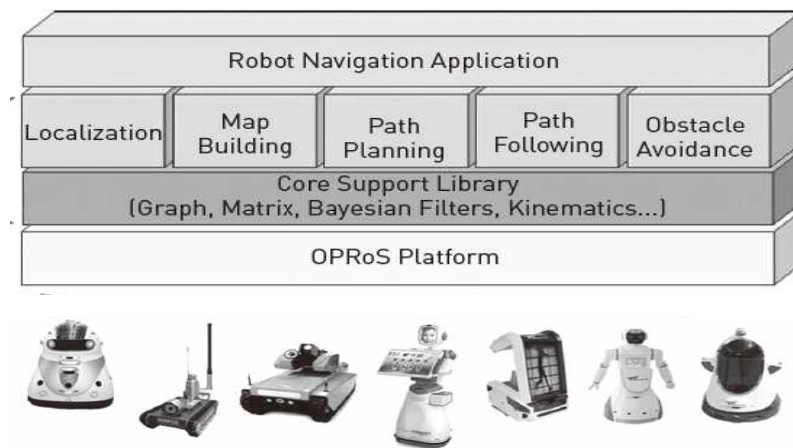 Robot Navigation Application
Localization
Map
Building
Path
Planning
Path
Following
Obstacle
Avoidance
Core Support Library
(Graph, Matrix, Bayesian Filters, Kinematics...)
OPRoS Platform